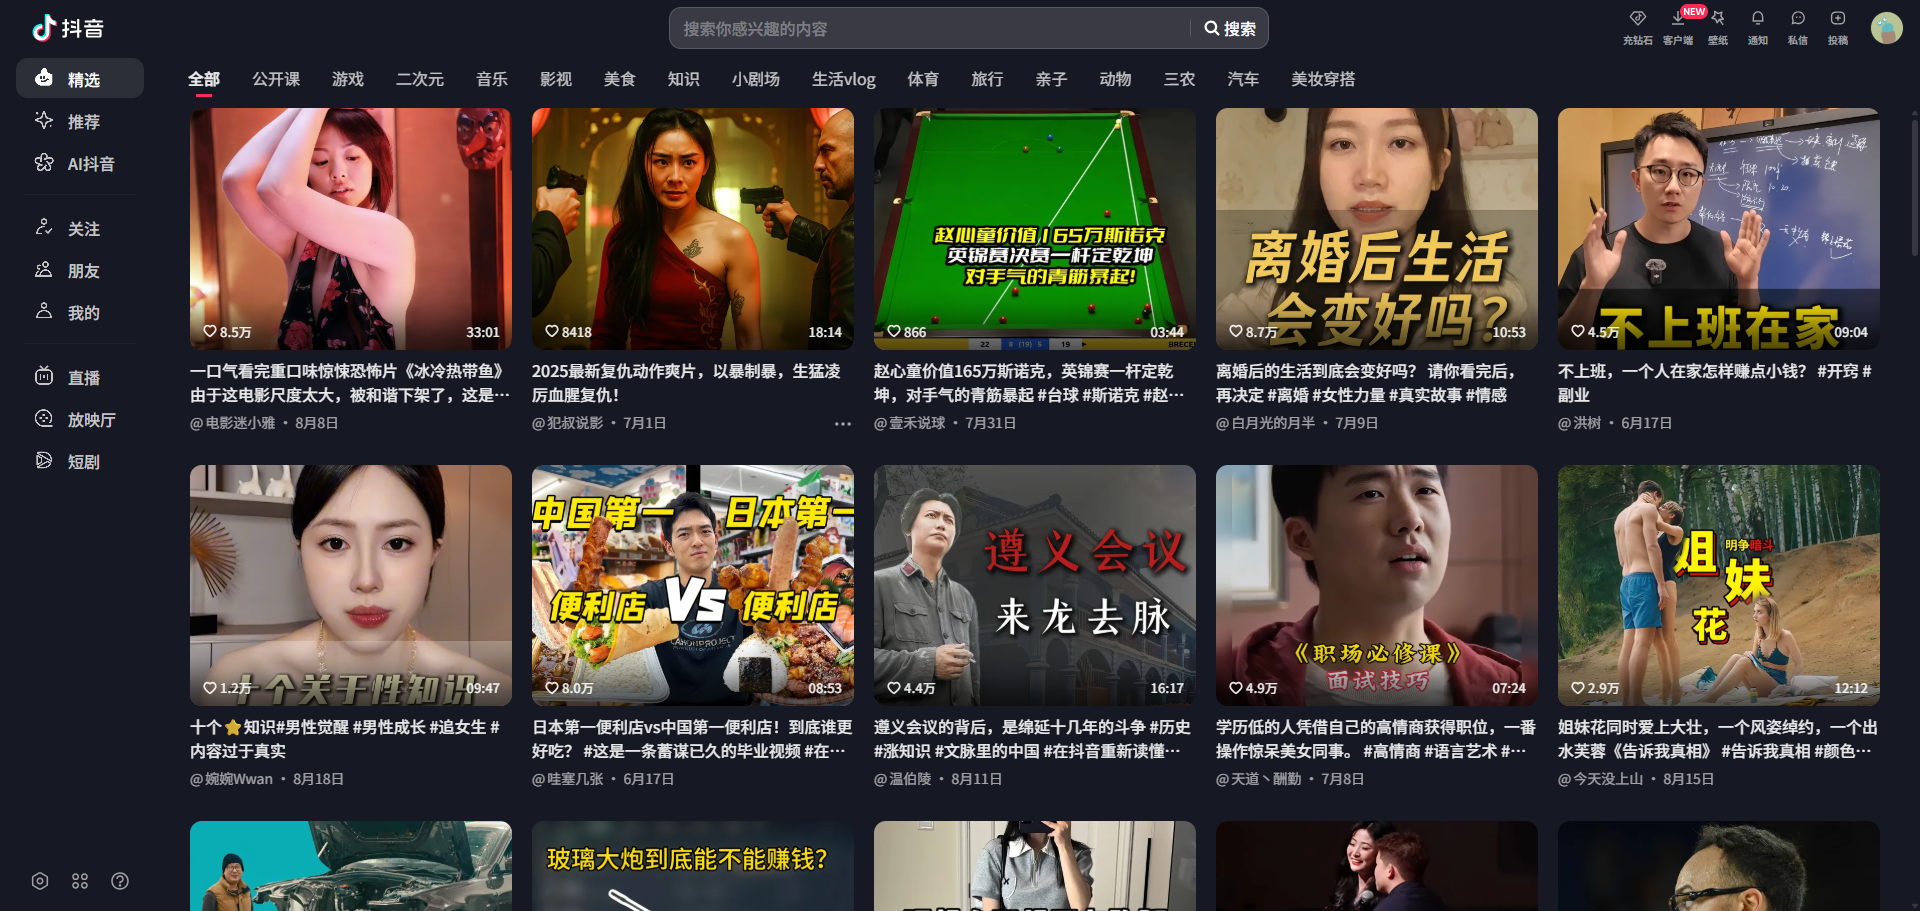 抖音
搜索你感兴趣的内容
搜索
充钻石
客户端
NEW
壁纸
通知
私信
投稿
精选
推荐
AI抖音
关注
朋友
我的
直播
放映厅
短剧
全部 公开课 游戏 二次元 音乐 影视 美食 知识 小剧场 生活vlog 体育 旅行 亲子 动物 三农 汽车 美妆穿搭
8.5万 33:01
一口气看完重口味惊悚恐怖片《冰冷热带鱼》
由于这电影尺度太大，被和谐下架了，这是…
@电影迷小雅 · 8月8日
8418 18:14
2025最新复仇动作爽片，以暴制暴，生猛凌
厉血腥复仇！
@犯叔说影 · 7月1日
赵心童价值165万斯诺克
英锦赛决赛一杆定乾坤
对手气的青筋暴起!
866 03:44
22 8 (19) 5 19
赵心童价值165万斯诺克，英锦赛一杆定乾
坤，对手气的青筋暴起 #台球 #斯诺克 #赵…
@壹禾说球 · 7月31日
离婚后生活
会变好吗？
8.7万 10:53
离婚后的生活到底会变好吗？ 请你看完后，
再决定 #离婚 #女性力量 #真实故事 #情感
@白月光的月半 · 7月9日
不上班在家
4.5万 09:04
不上班，一个人在家怎样赚点小钱？ #开窍 #
副业
@洪树 · 6月17日
十个关于性知识
1.2万 09:47
十个⭐知识#男性觉醒 #男性成长 #追女生 #
内容过于真实
@婉婉Wwan · 8月18日
中国第一 日本第一
便利店 Vs 便利店
8.0万 08:53
日本第一便利店vs中国第一便利店！到底谁更
好吃？ #这是一条蓄谋已久的毕业视频 #在…
@哇塞几张 · 6月17日
遵义会议
来龙去脉
4.4万 16:17
遵义会议的背后，是绵延十几年的斗争 #历史
#涨知识 #文脉里的中国 #在抖音重新读懂…
@温伯陵 · 8月11日
《职场必修课》
面试技巧
4.9万 07:24
学历低的人凭借自己的高情商获得职位，一番
操作惊呆美女同事。 #高情商 #语言艺术 #…
@天道丶酬勤 · 7月8日
明争暗斗
姐
妹
花
2.9万 12:12
姐妹花同时爱上大壮，一个风姿绰约，一个出
水芙蓉《告诉我真相》 #告诉我真相 #颜色…
@今天没上山 · 8月15日
玻璃大炮到底能不能赚钱？